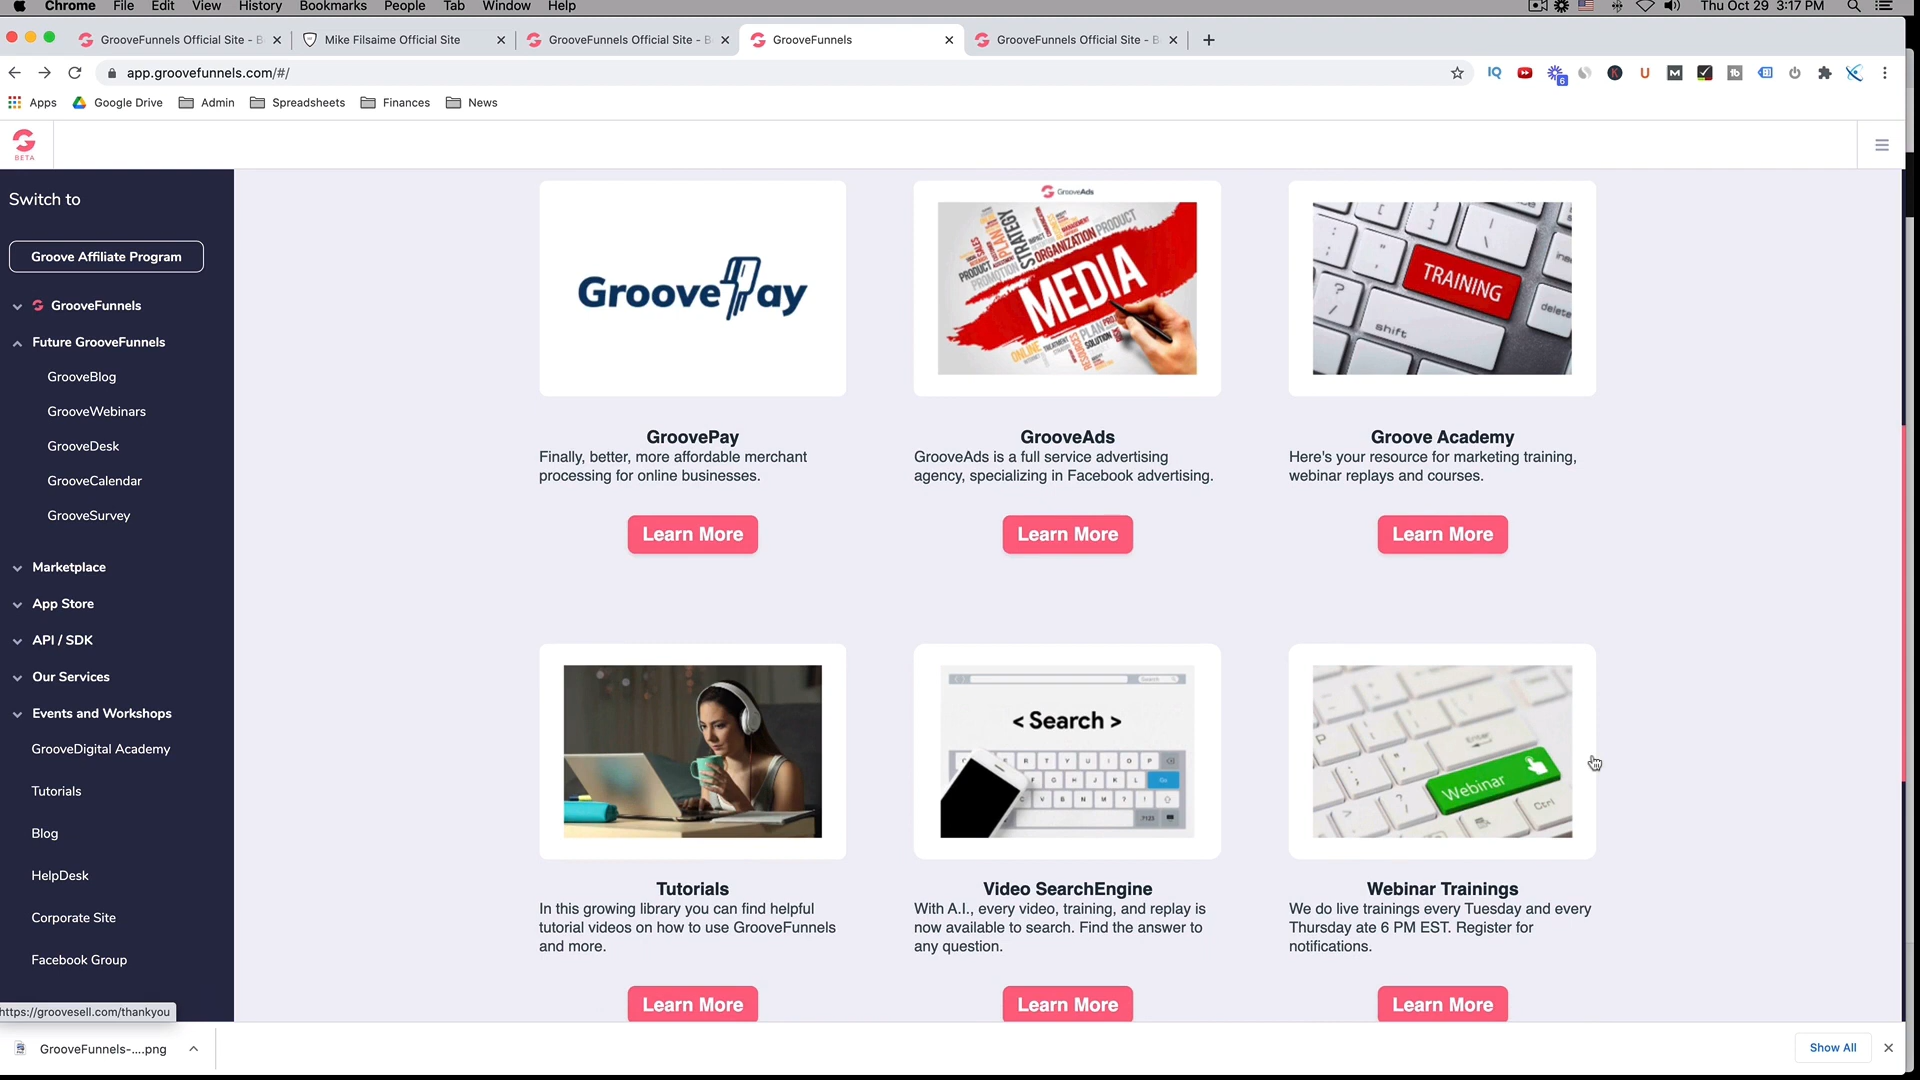 Chrome File Edit View History Bookmarks People Tab Window Help
Thu Oct 29 3:17 PM
GrooveFunnels Official Site - B
Mike Filsaime Official Site
GrooveFunnels Official Site - B
GrooveFunnels
GrooveFunnels Official Site - B
app.groovefunnels.com/#/
Apps Google Drive Admin Spreadsheets Finances News
BETA
Switch to
Groove Affiliate Program
GrooveFunnels
Future GrooveFunnels
GrooveBlog
GrooveWebinars
GrooveDesk
GrooveCalendar
GrooveSurvey
Marketplace
App Store
API / SDK
Our Services
Events and Workshops
GrooveDigital Academy
Tutorials
Blog
HelpDesk
Corporate Site
Facebook Group
https://groovesell.com/thankyou
GroovePay
GroovePay
Finally, better, more affordable merchant
processing for online businesses.
Learn More
GrooveAds
STRATEGY
ORGANIZATION PRODUCT
MEDIA
GrooveAds
GrooveAds is a full service advertising
agency, specializing in Facebook advertising.
Learn More
TRAINING
shift
delete
Groove Academy
Here's your resource for marketing training,
webinar replays and courses.
Learn More
Tutorials
In this growing library you can find helpful
tutorial videos on how to use GrooveFunnels
and more.
Learn More
< Search >
Video SearchEngine
With A.I., every video, training, and replay is
now available to search. Find the answer to
any question.
Learn More
Enter
Webinar
Ctrl
Webinar Trainings
We do live trainings every Tuesday and every
Thursday ate 6 PM EST. Register for
notifications.
Learn More
GrooveFunnels-....png
Show All